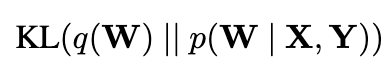 KL(q(W) || p(W | X, Y))